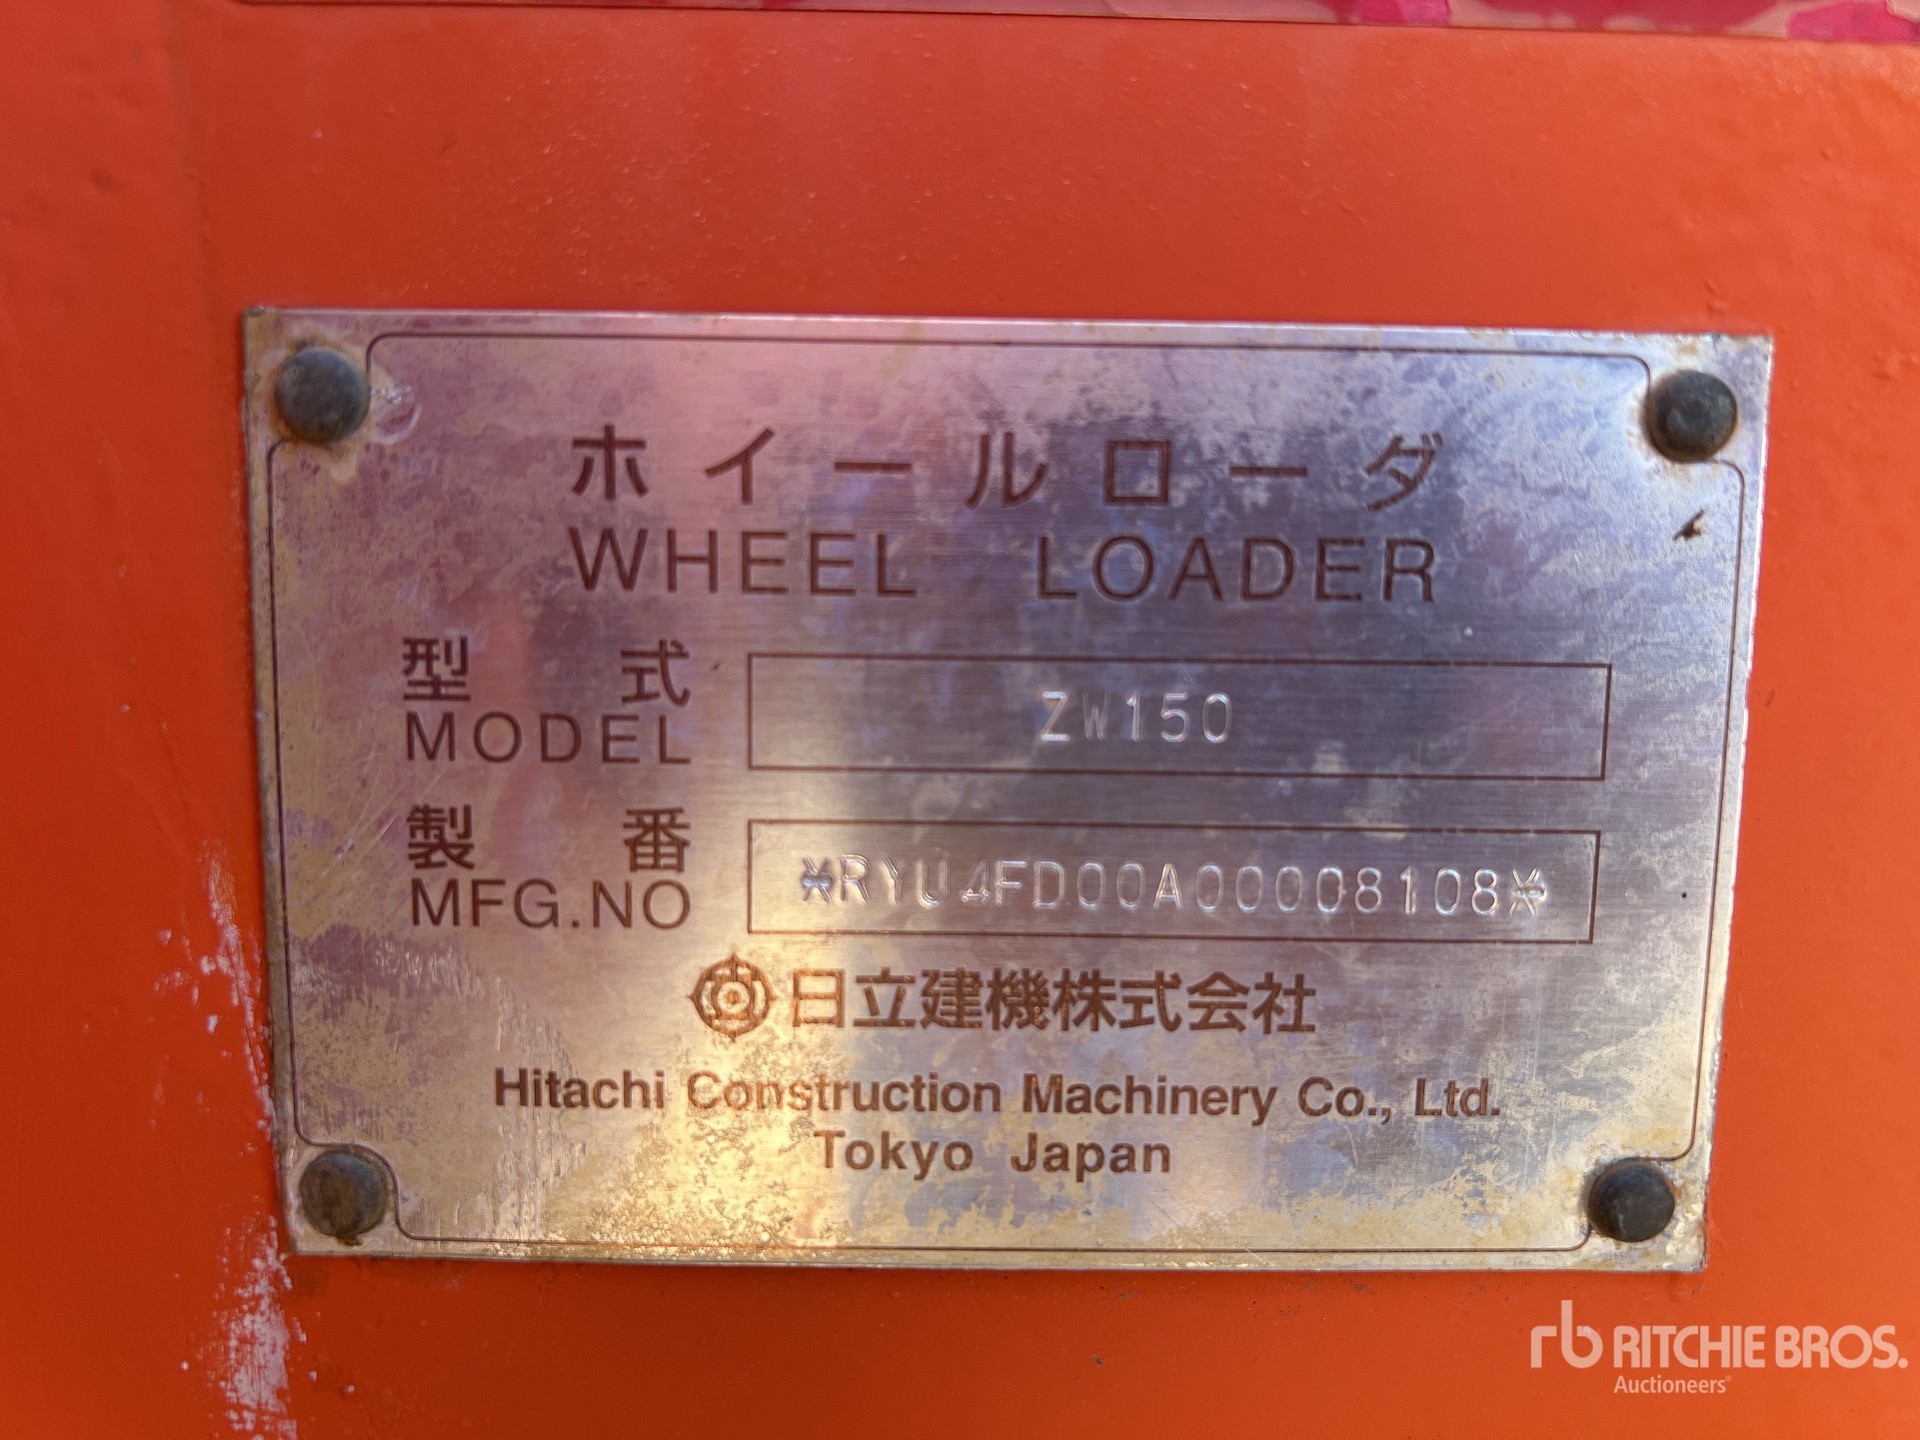 ホイールローダ
WHEEL LOADER
型式
MODEL ZW150
製番
MFG.NO *RYU4FD00A00008108*
日立建機株式会社
Hitachi Construction Machinery Co., Ltd.
Tokyo Japan
rb RITCHIE BROS.
Auctioneers